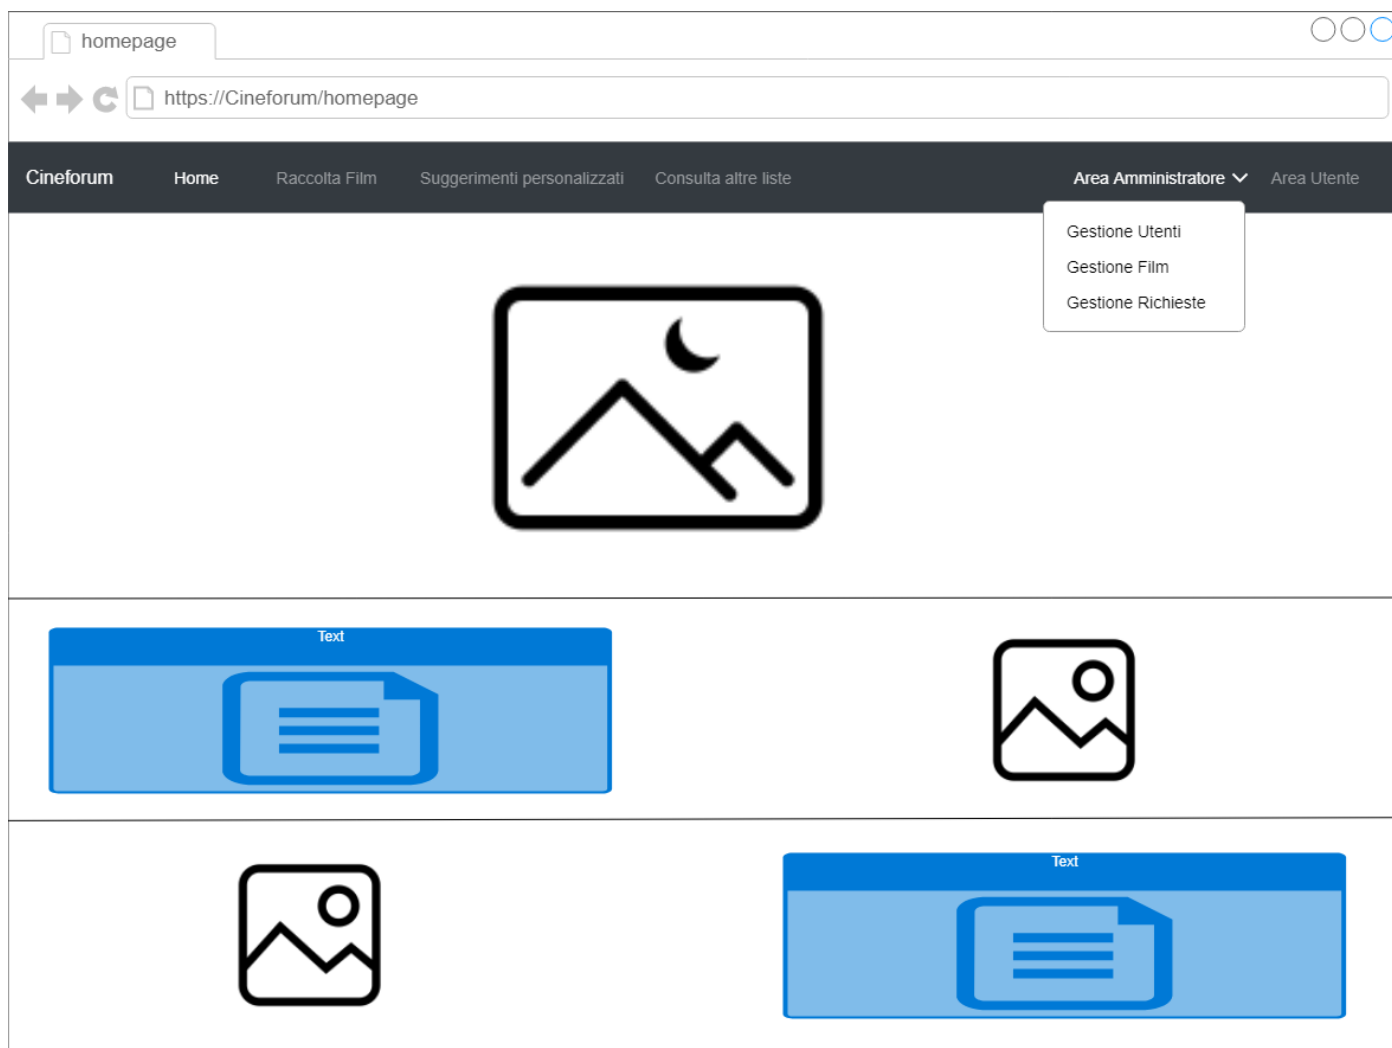 homepage
https://Cineforum/homepage
Cineforum Home Raccolta Film Suggerimenti personalizzati Consulta altre liste Area Amministratore Area Utente
Gestione Utenti
Gestione Film
Gestione Richieste
Text
Text